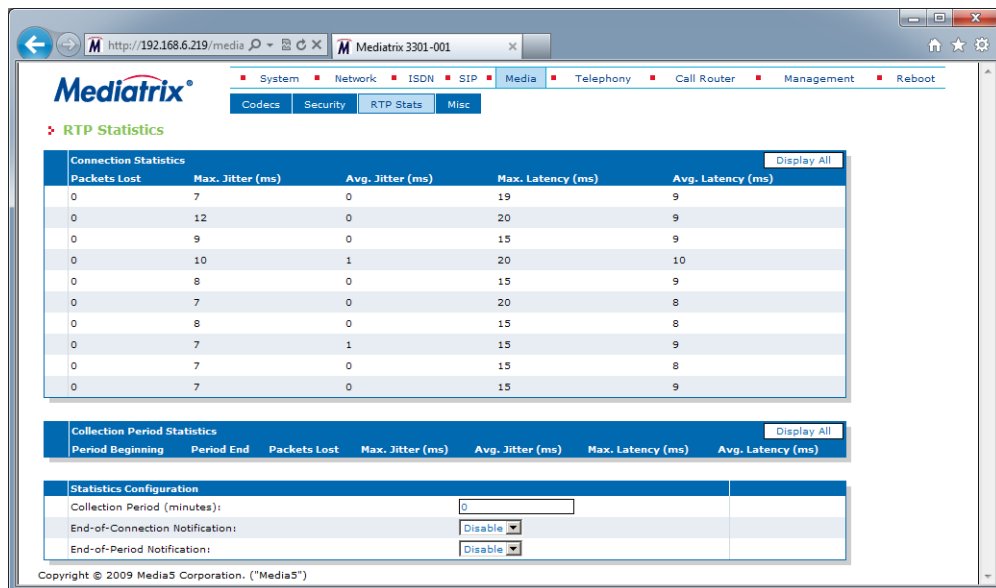 http://192.168.6.219/media Mediatrix 3301-001
Mediatrix®
System Network ISDN SIP Media Telephony Call Router Management Reboot
Codecs Security RTP Stats Misc
RTP Statistics
Connection Statistics Display All
Packets Lost Max. Jitter (ms) Avg. Jitter (ms) Max. Latency (ms) Avg. Latency (ms)
0 7 0 19 9
0 12 0 20 9
0 9 0 15 9
0 10 1 20 10
0 8 0 15 9
0 7 0 20 8
0 8 0 15 8
0 7 1 15 9
0 7 0 15 8
0 7 0 15 9
Collection Period Statistics Display All
Period Beginning Period End Packets Lost Max. Jitter (ms) Avg. Jitter (ms) Max. Latency (ms) Avg. Latency (ms)
Statistics Configuration
Collection Period (minutes): 0
End-of-Connection Notification: Disable
End-of-Period Notification: Disable
Copyright © 2009 Media5 Corporation. ("Media5")